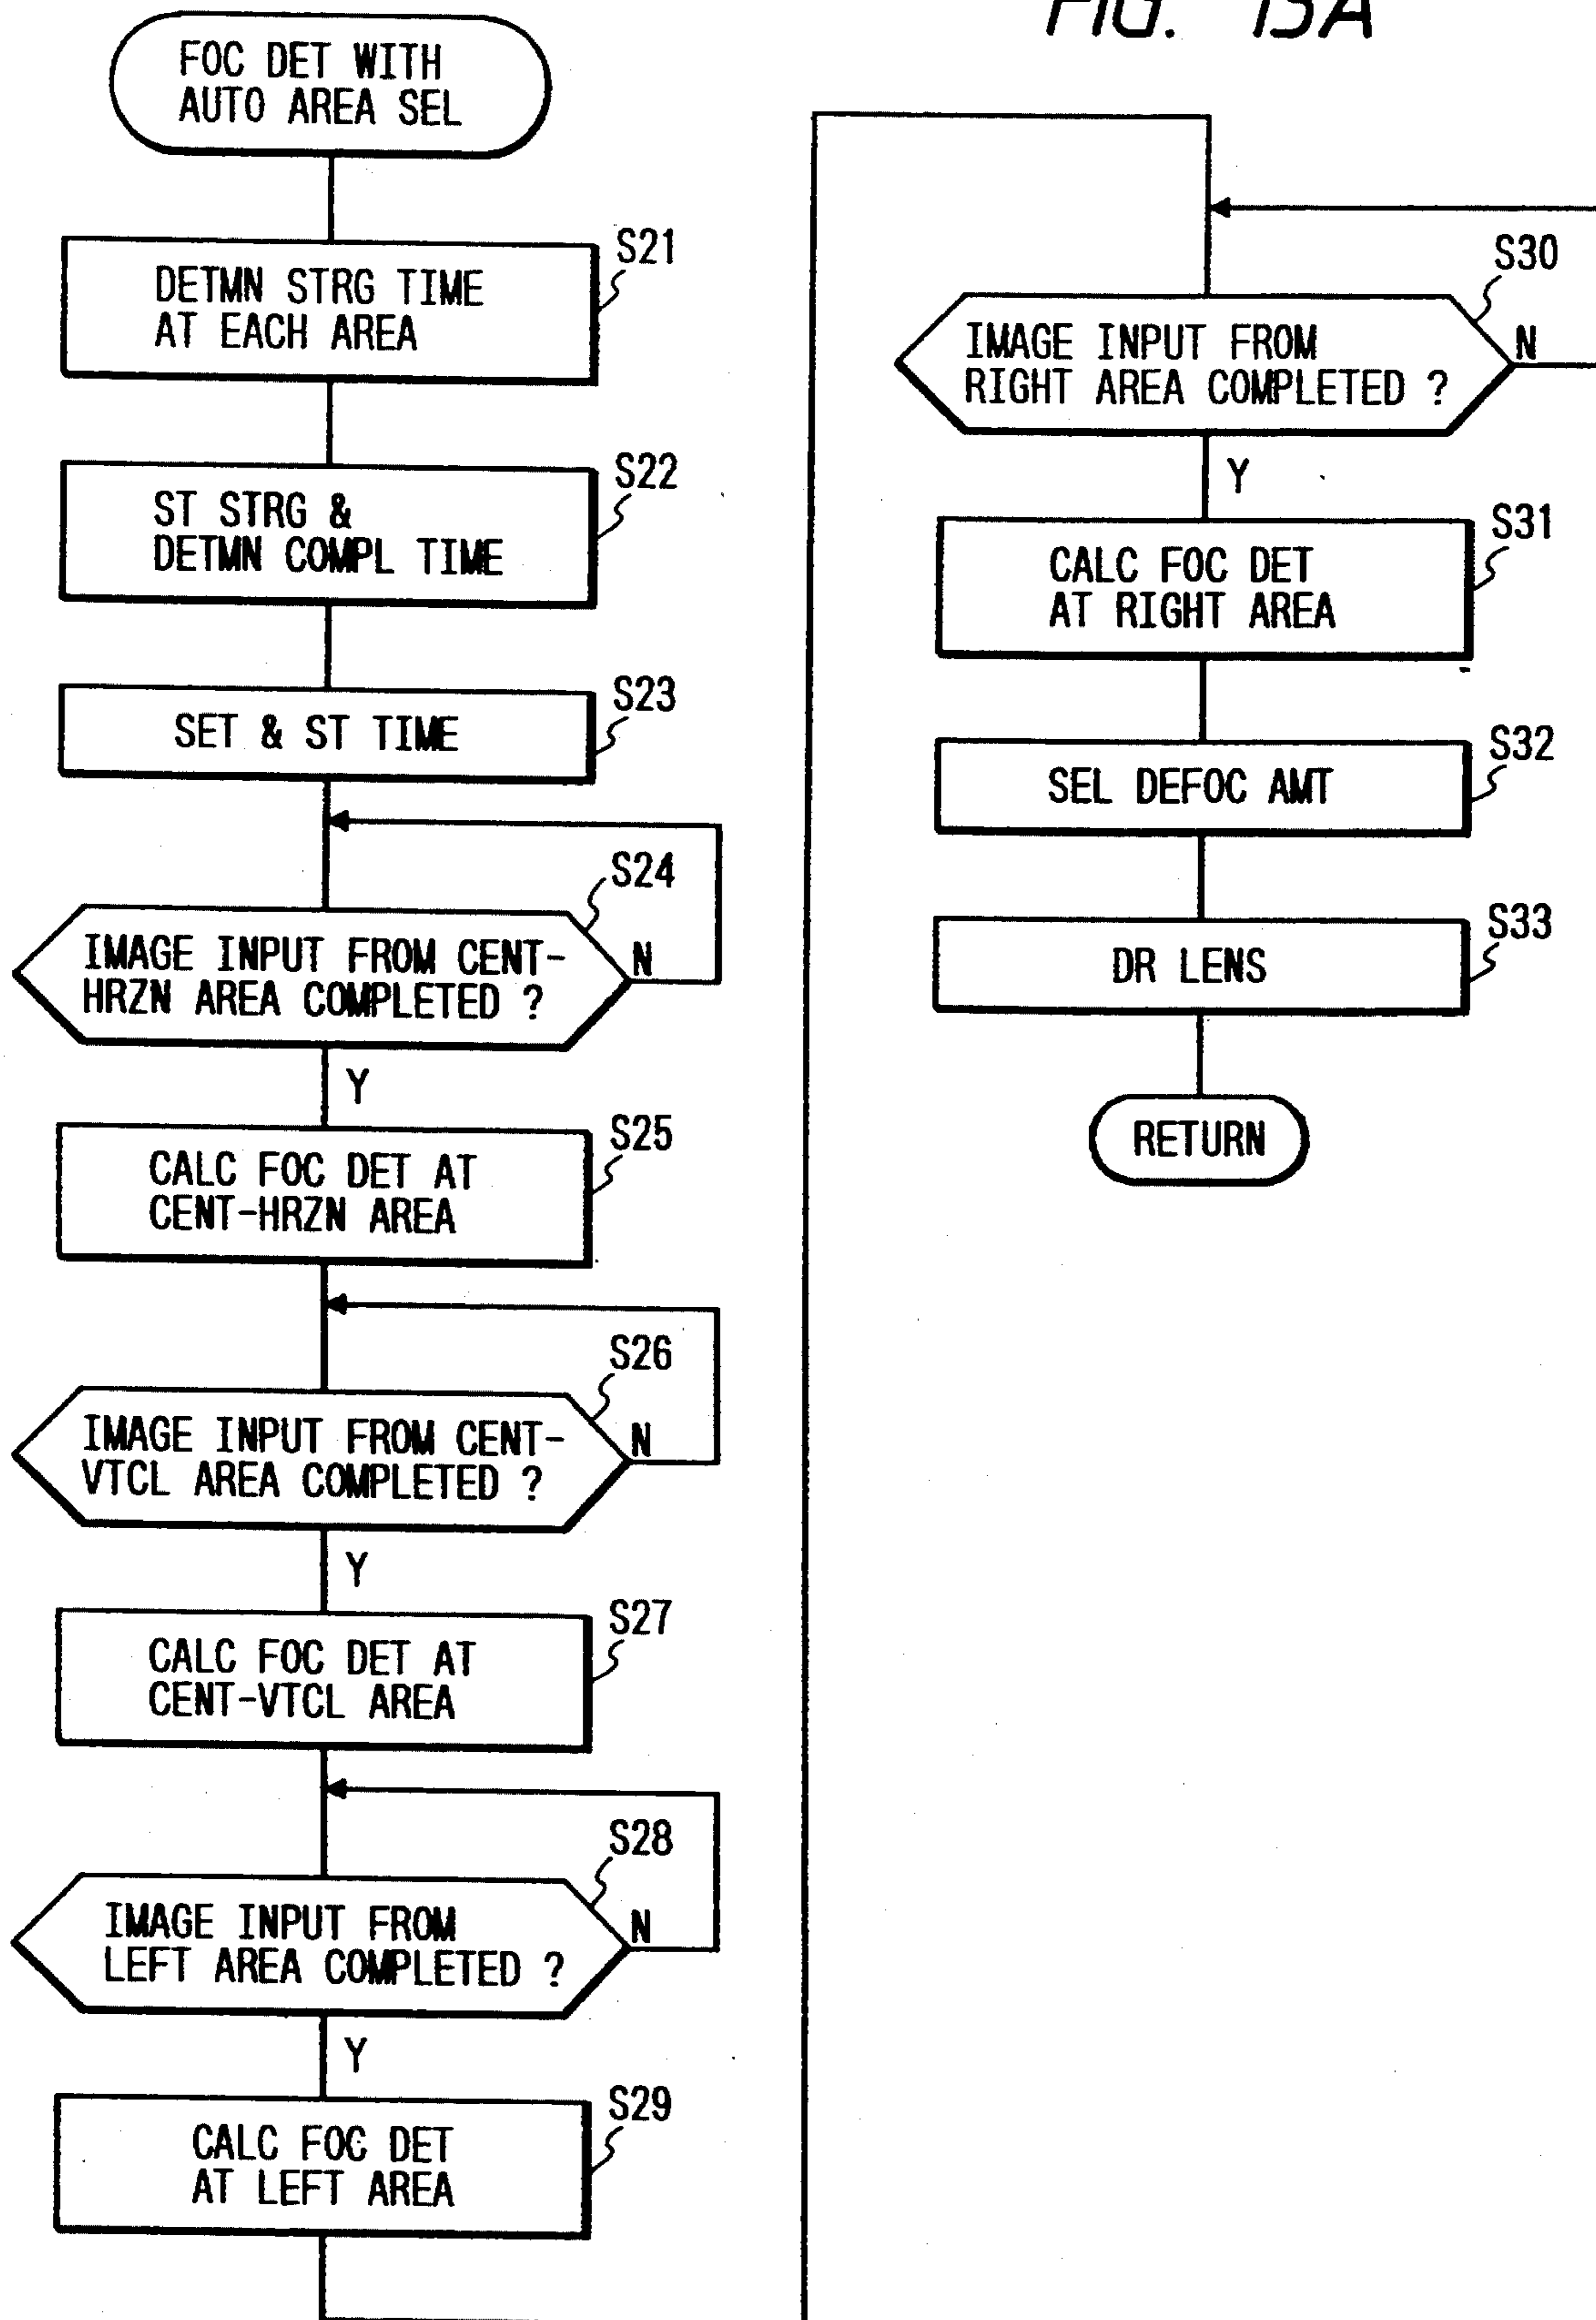 FIG. 13A
FOC DET WITH
AUTO AREA SEL
S21
DETMN STRG TIME
AT EACH AREA
S22
ST STRG &
DETMN COMPL TIME
S23
SET & ST TIME
S24
IMAGE INPUT FROM CENT-
HRZN AREA COMPLETED ?
N
Y
S25
CALC FOC DET AT
CENT-HRZN AREA
S26
IMAGE INPUT FROM CENT-
VTCL AREA COMPLETED ?
N
Y
S27
CALC FOC DET AT
CENT-VTCL AREA
S28
IMAGE INPUT FROM
LEFT AREA COMPLETED ?
N
Y
S29
CALC FOC DET
AT LEFT AREA
S30
IMAGE INPUT FROM
RIGHT AREA COMPLETED ?
N
Y
S31
CALC FOC DET
AT RIGHT AREA
S32
SEL DEFOC AMT
S33
DR LENS
RETURN